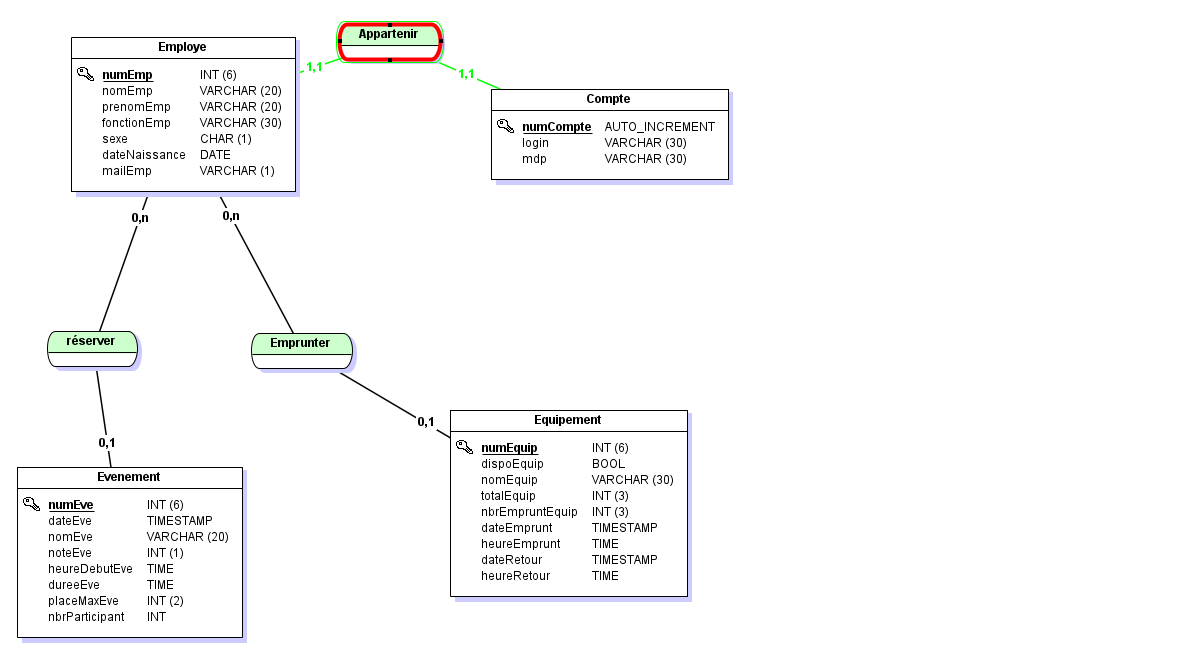 Appartenir
1,1
1,1
Employe
numEmp INT (6)
nomEmp VARCHAR (20)
prenomEmp VARCHAR (20)
fonctionEmp VARCHAR (30)
sexe CHAR (1)
dateNaissance DATE
mailEmp VARCHAR (1)
Compte
numCompte AUTO_INCREMENT
login VARCHAR (30)
mdp VARCHAR (30)
0,n
0,n
réserver
Emprunter
0,1
0,1
Evenement
numEve INT (6)
dateEve TIMESTAMP
nomEve VARCHAR (20)
noteEve INT (1)
heureDebutEve TIME
dureeEve TIME
placeMaxEve INT (2)
nbrParticipant INT
Equipement
numEquip INT (6)
dispoEquip BOOL
nomEquip VARCHAR (30)
totalEquip INT (3)
nbrEmpruntEquip INT (3)
dateEmprunt TIMESTAMP
heureEmprunt TIME
dateRetour TIMESTAMP
heureRetour TIME